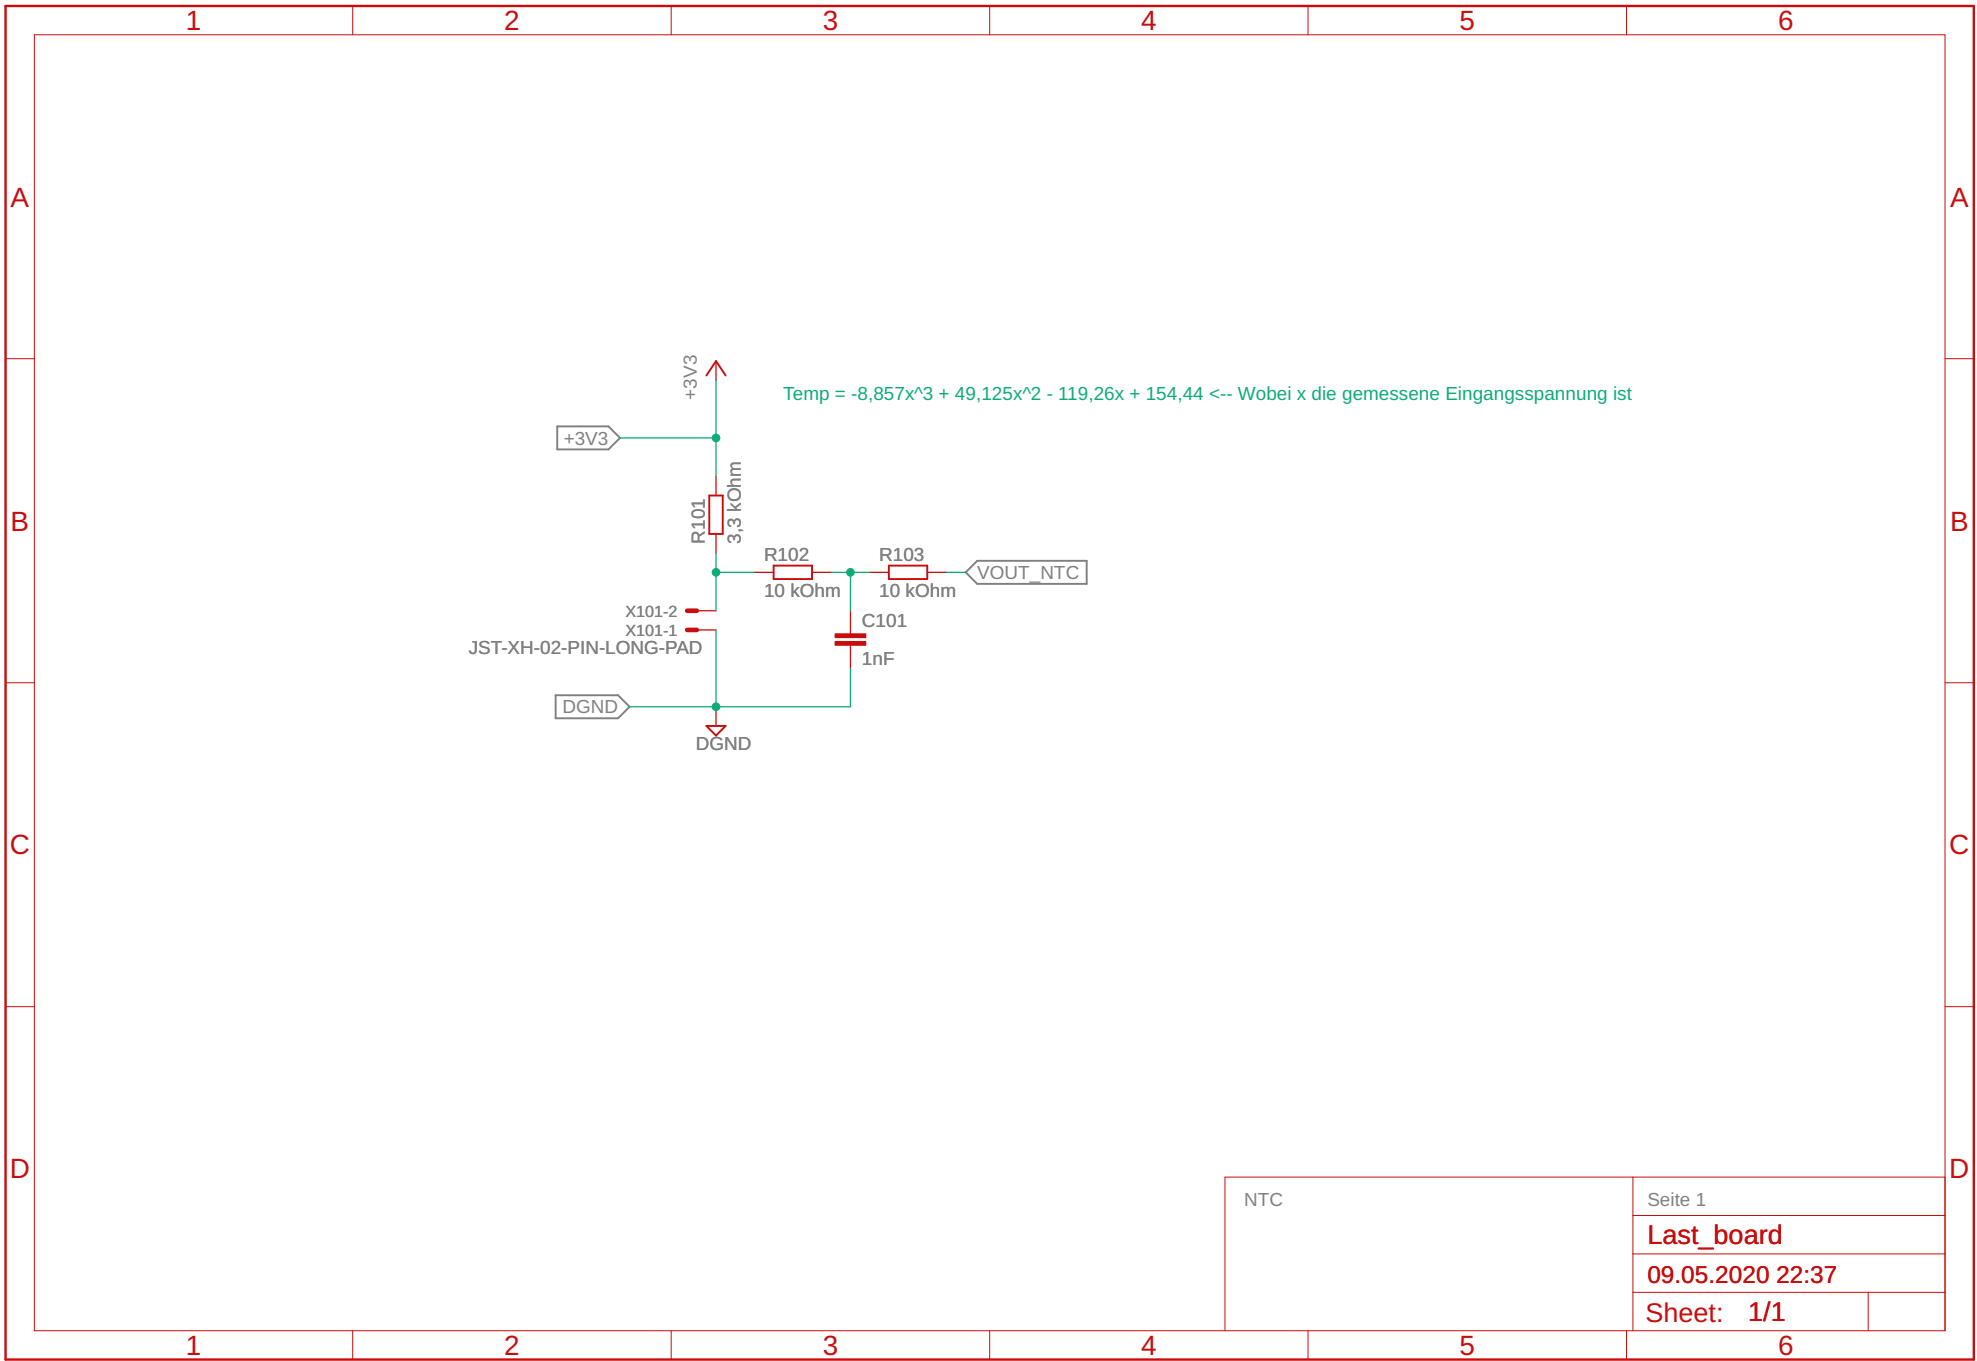 1 2 3 4 5 6
A A
+3V3
Temp = -8,857x^3 + 49,125x^2 - 119,26x + 154,44 <-- Wobei x die gemessene Eingangsspannung ist
+3V3
R101
3,3 kOhm
B B
R102 R103
VOUT_NTC
10 kOhm 10 kOhm
X101-2
C101
X101-1
JST-XH-02-PIN-LONG-PAD
1nF
DGND
DGND
C C
D D
NTC
Seite 1
Last_board
09.05.2020 22:37
Sheet: 1/1
1 2 3 4 5 6